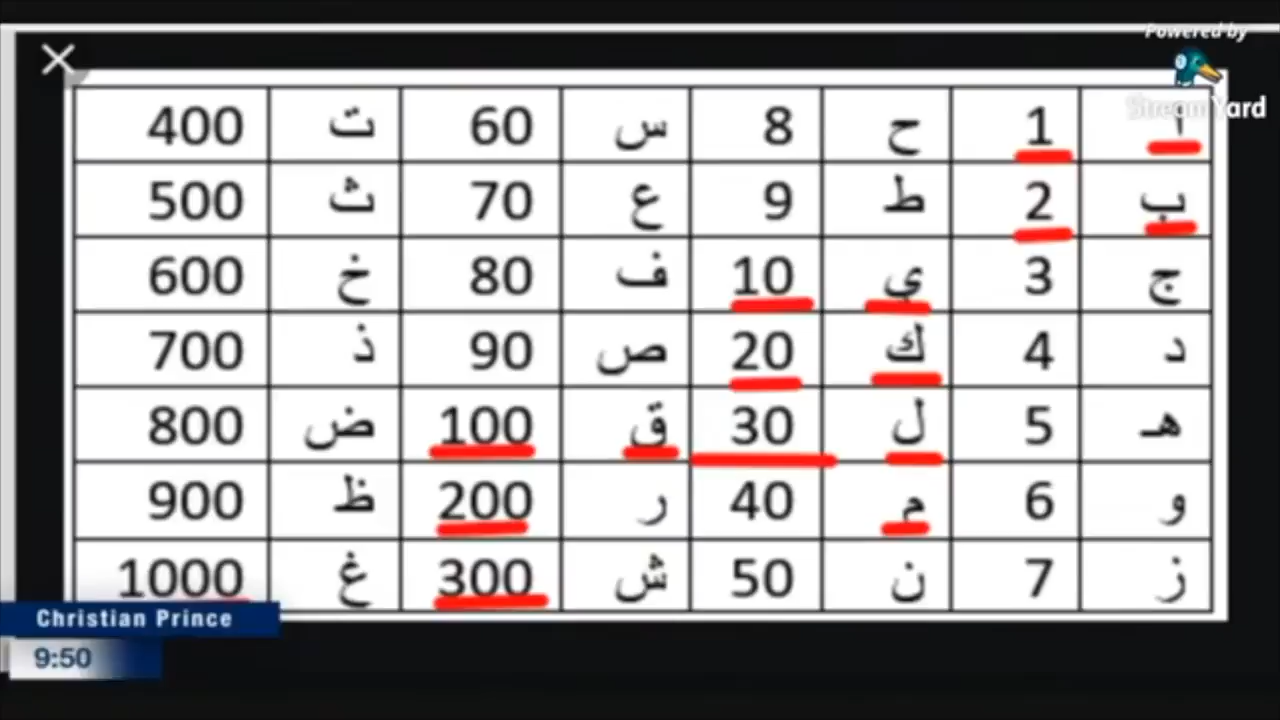 Powered by
StreamYard
ا 1 ح 8 س 60 ت 400
ب 2 ط 9 ع 70 ث 500
ج 3 ي 10 ف 80 خ 600
د 4 ك 20 ص 90 ذ 700
هـ 5 ل 30 ق 100 ض 800
و 6 م 40 ر 200 ظ 900
ز 7 ن 50 ش 300 غ 1000
Christian Prince
9:50